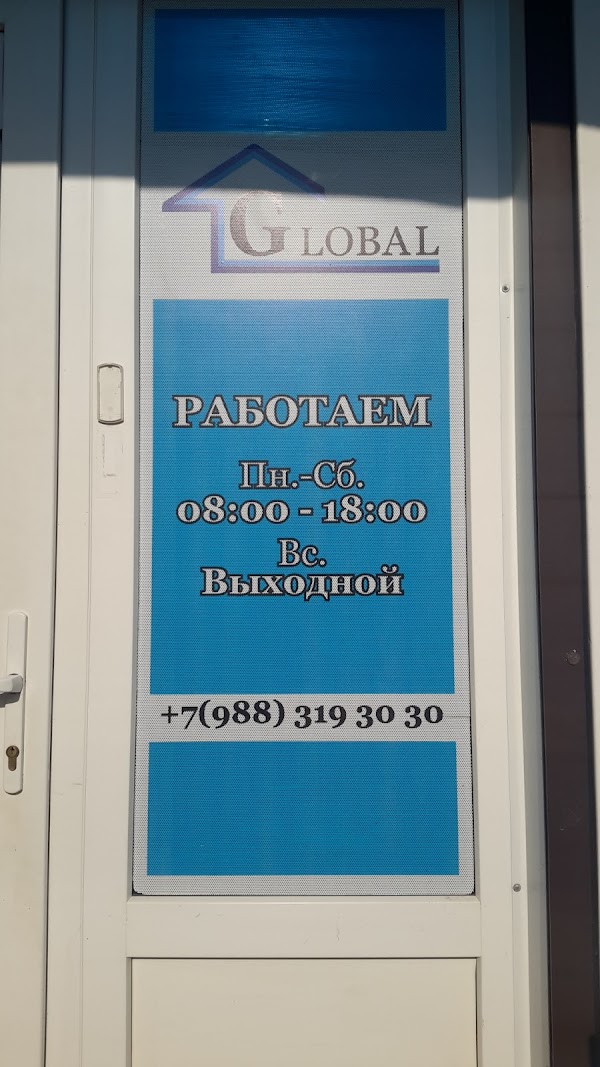 GLOBAL
РАБОТАЕМ
Пн.-Сб.
08:00 - 18:00
Вс.
Выходной
+7(988) 319 30 30